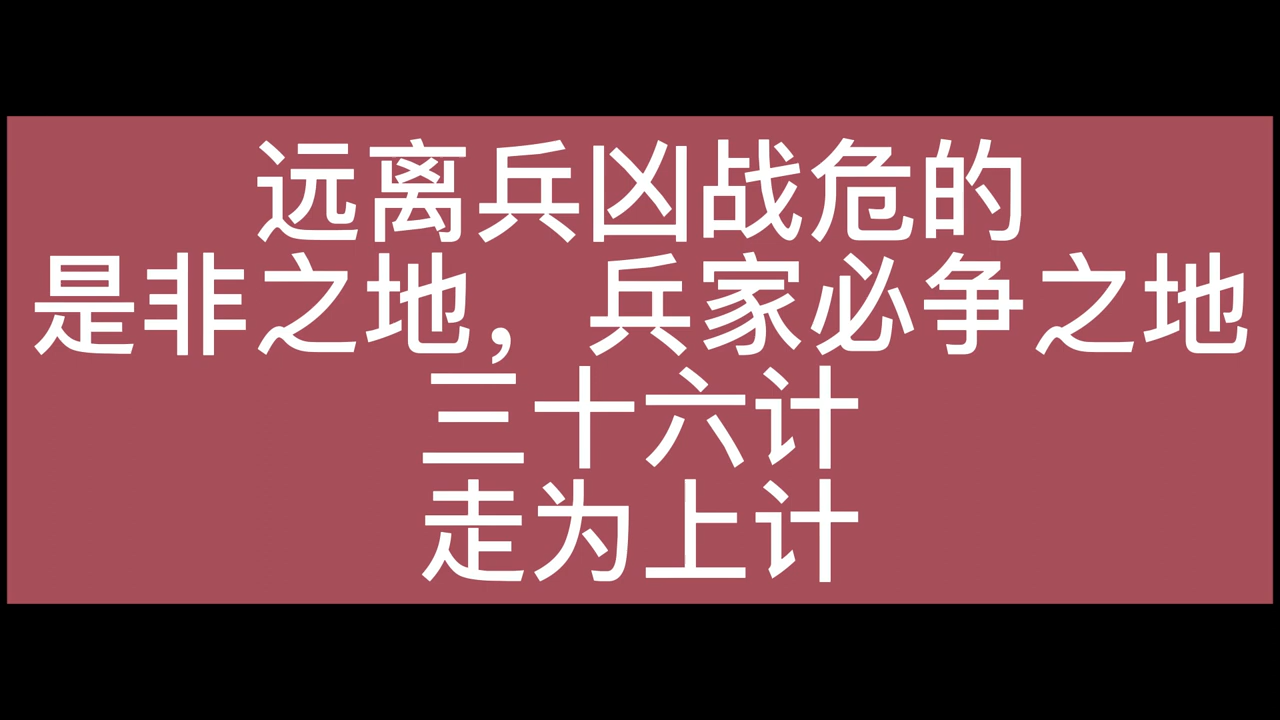 远离兵凶战危的
是非之地，兵家必争之地
三十六计
走为上计